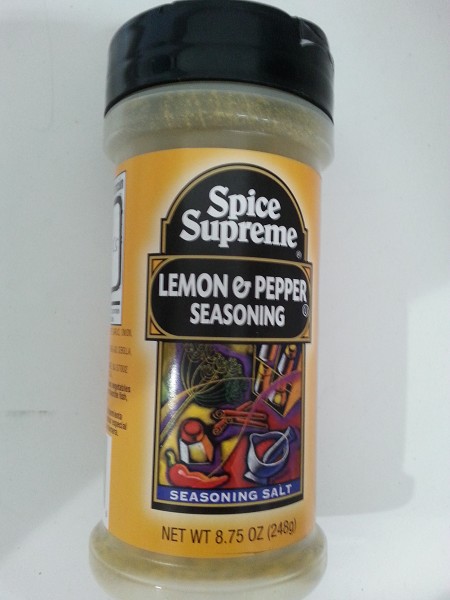 Spice
Supreme®
LEMON & PEPPER
SEASONING
SEASONING SALT
NET WT 8.75 OZ (248g)